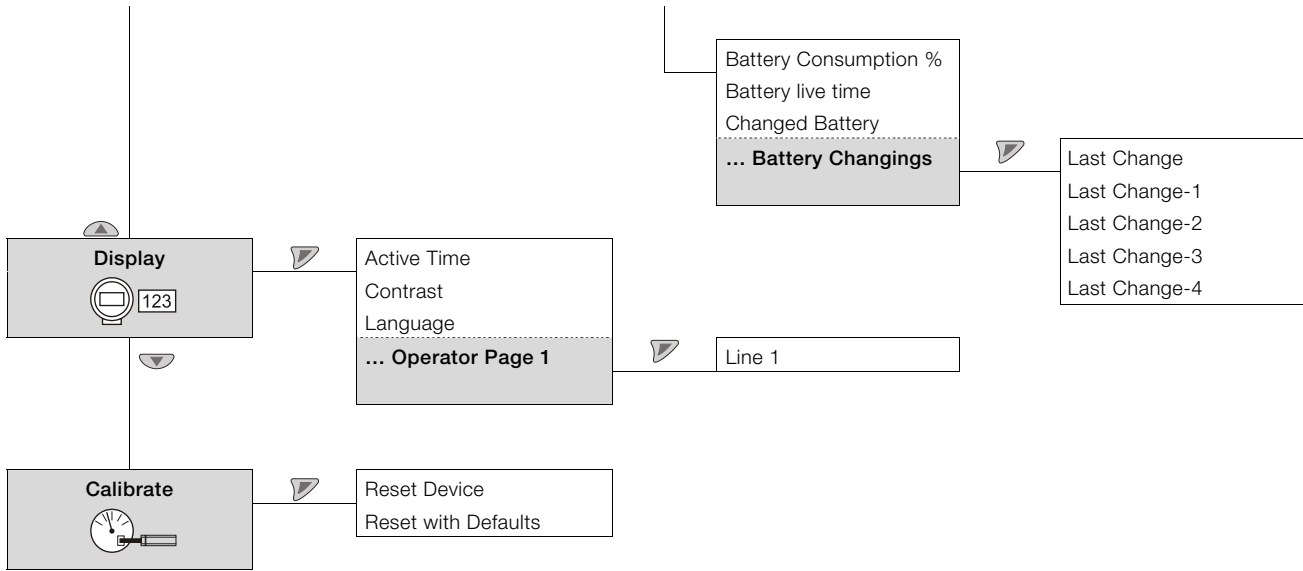 Battery Consumption %
Battery live time
Changed Battery
... Battery Changings
Last Change
Last Change-1
Last Change-2
Last Change-3
Last Change-4
Display
123
Active Time
Contrast
Language
... Operator Page 1
Line 1
Calibrate
Reset Device
Reset with Defaults